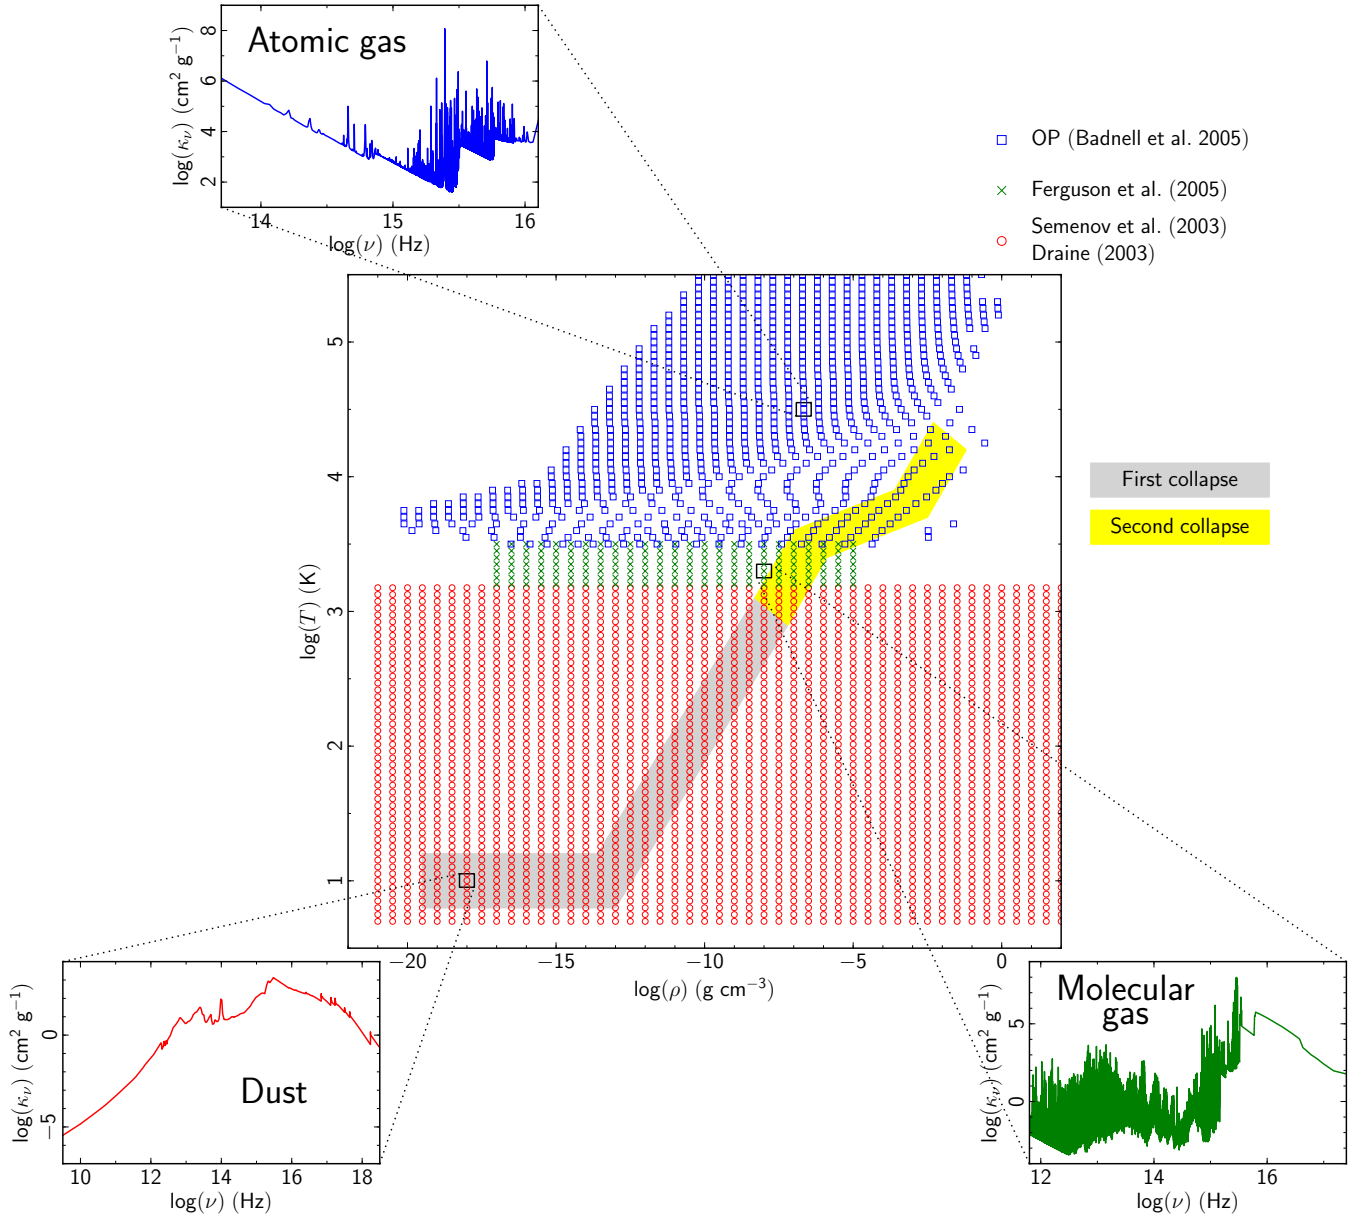 Atomic gas
log(κν) (cm² g⁻¹)
8
6
4
2
14 15 16
log(ν) (Hz)
OP (Badnell et al. 2005)
Ferguson et al. (2005)
Semenov et al. (2003)
Draine (2003)
First collapse
Second collapse
log(T) (K)
5
4
3
2
1
−20 −15 −10 −5 0
log(ρ) (g cm⁻³)
Dust
log(κν) (cm² g⁻¹)
0
−5
10 12 14 16 18
log(ν) (Hz)
Molecular
gas
log(κν) (cm² g⁻¹)
5
0
12 14 16
log(ν) (Hz)